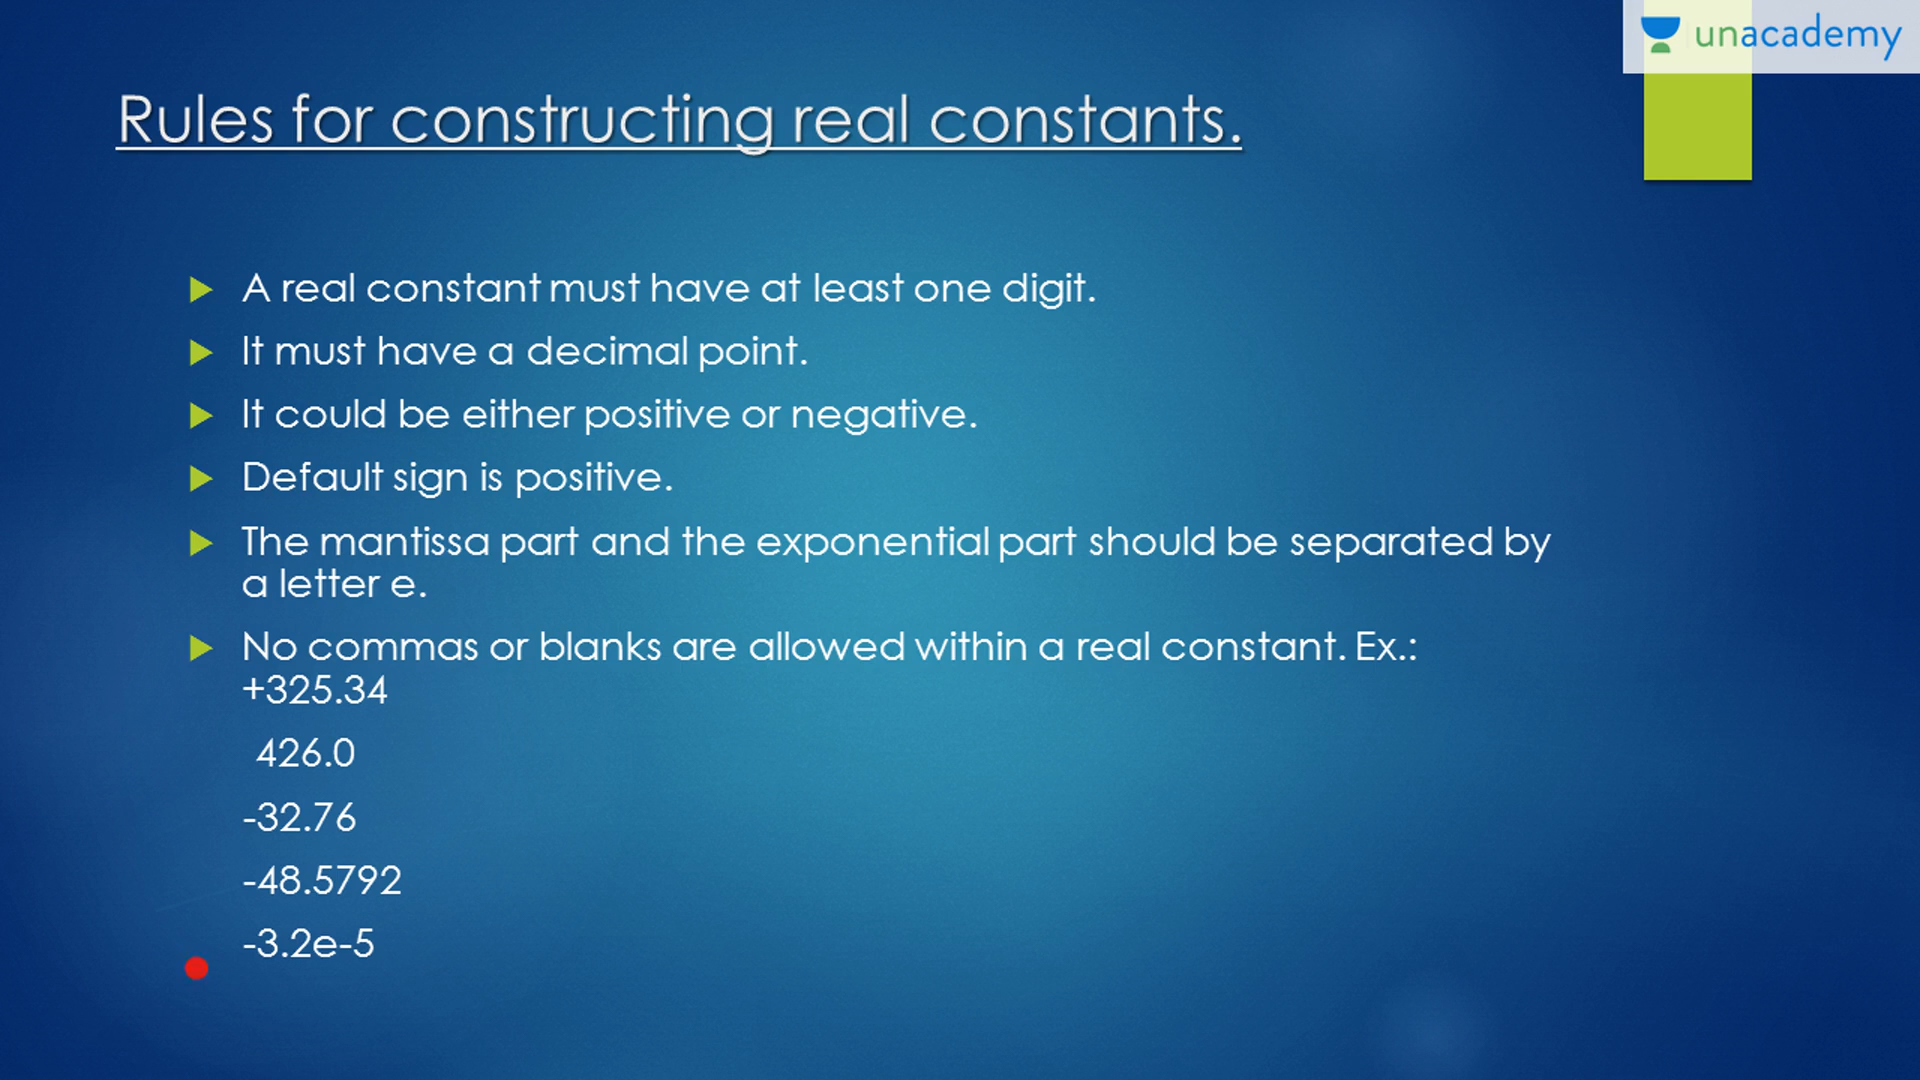 unacademy
Rules for constructing real constants.
A real constant must have at least one digit.
It must have a decimal point.
It could be either positive or negative.
Default sign is positive.
The mantissa part and the exponential part should be separated by
a letter e.
No commas or blanks are allowed within a real constant. Ex.:
+325.34
426.0
-32.76
-48.5792
-3.2e-5